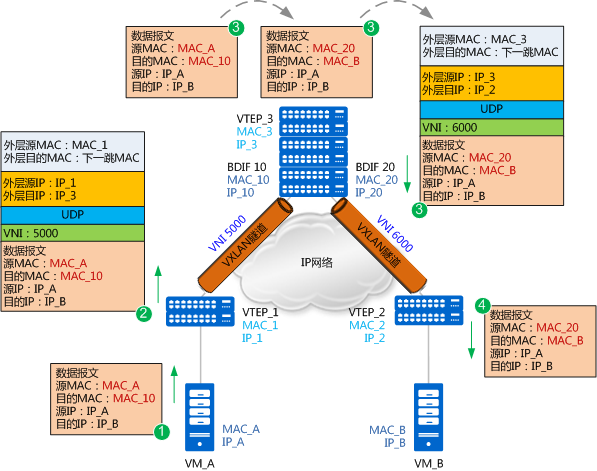 数据报文
源MAC：MAC_A
目的MAC：MAC_10
源IP：IP_A
目的IP：IP_B
3
数据报文
源MAC：MAC_20
目的MAC：MAC_B
源IP：IP_A
目的IP：IP_B
3
外层源MAC：MAC_3
外层目的MAC：下一跳MAC
外层源IP：IP_3
外层目IP：IP_2
UDP
VNI：6000
数据报文
源MAC：MAC_20
目的MAC：MAC_B
源IP：IP_A
目的IP：IP_B
3
VTEP_3
MAC_3
IP_3
BDIF 10
MAC_10
IP_10
BDIF 20
MAC_20
IP_20
外层源MAC：MAC_1
外层目的MAC：下一跳MAC
外层源IP：IP_1
外层目IP：IP_3
UDP
VNI：5000
数据报文
源MAC：MAC_A
目的MAC：MAC_10
源IP：IP_A
目的IP：IP_B
2
VNI 5000
VXLAN隧道
IP网络
VNI 6000
VXLAN隧道
VTEP_1
MAC_1
IP_1
VTEP_2
MAC_2
IP_2
4
数据报文
源MAC：MAC_20
目的MAC：MAC_B
源IP：IP_A
目的IP：IP_B
数据报文
源MAC：MAC_A
目的MAC：MAC_10
源IP：IP_A
目的IP：IP_B
1
MAC_A
IP_A
VM_A
MAC_B
IP_B
VM_B